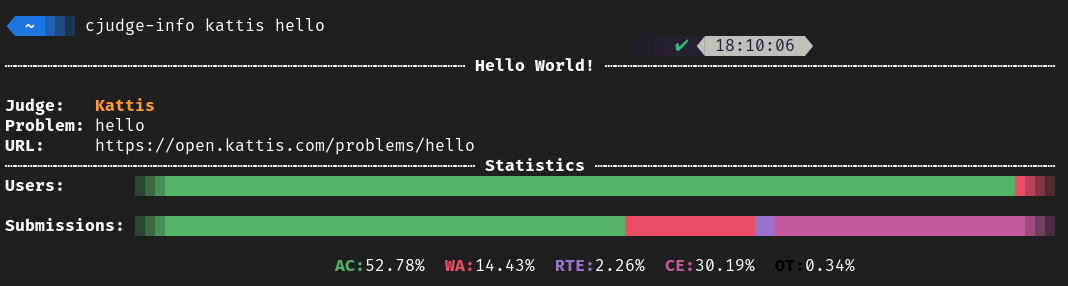 ~ cjudge-info kattis hello
✔ 18:10:06
Hello World!
Judge: Kattis
Problem: hello
URL: https://open.kattis.com/problems/hello
Statistics
Users:
Submissions:
AC:52.78% WA:14.43% RTE:2.26% CE:30.19% OT:0.34%